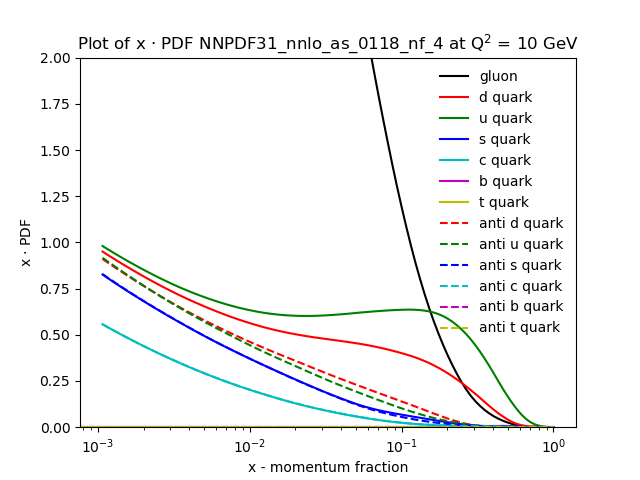 Plot of x · PDF NNPDF31_nnlo_as_0118_nf_4 at Q² = 10 GeV
2.00
1.75
1.50
1.25
1.00
0.75
0.50
0.25
0.00
x · PDF
gluon
d quark
u quark
s quark
c quark
b quark
t quark
anti d quark
anti u quark
anti s quark
anti c quark
anti b quark
anti t quark
10⁻³ 10⁻² 10⁻¹ 10⁰
x - momentum fraction